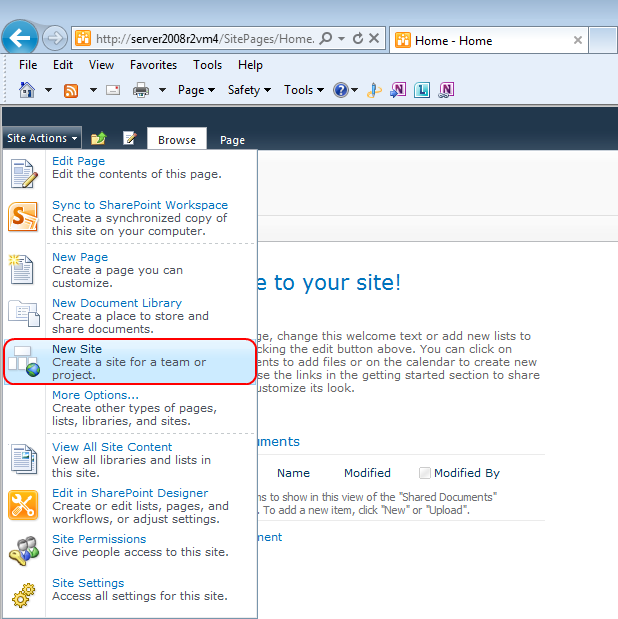 http://server2008r2vm4/SitePages/Home.
Home - Home
File Edit View Favorites Tools Help
Page Safety Tools
Site Actions Browse Page
Edit Page
Edit the contents of this page.
Sync to SharePoint Workspace
Create a synchronized copy of
this site on your computer.
New Page
Create a page you can
customize.
New Document Library
Create a place to store and
share documents.
New Site
Create a site for a team or
project.
More Options...
Create other types of pages,
lists, libraries, and sites.
View All Site Content
View all libraries and lists in
this site.
Edit in SharePoint Designer
Create or edit lists, pages, and
workflows, or adjust settings.
Site Permissions
Give people access to this site.
Site Settings
Access all settings for this site.
e to your site!
ge, change this welcome text or add new lists to
cking the edit button above. You can click on
ents to add files or on the calendar to create new
se the links in the getting started section to share
ustomize its look.
uments
Name Modified Modified By
ms to show in this view of the "Shared Documents"
. To add a new item, click "New" or "Upload".
ment